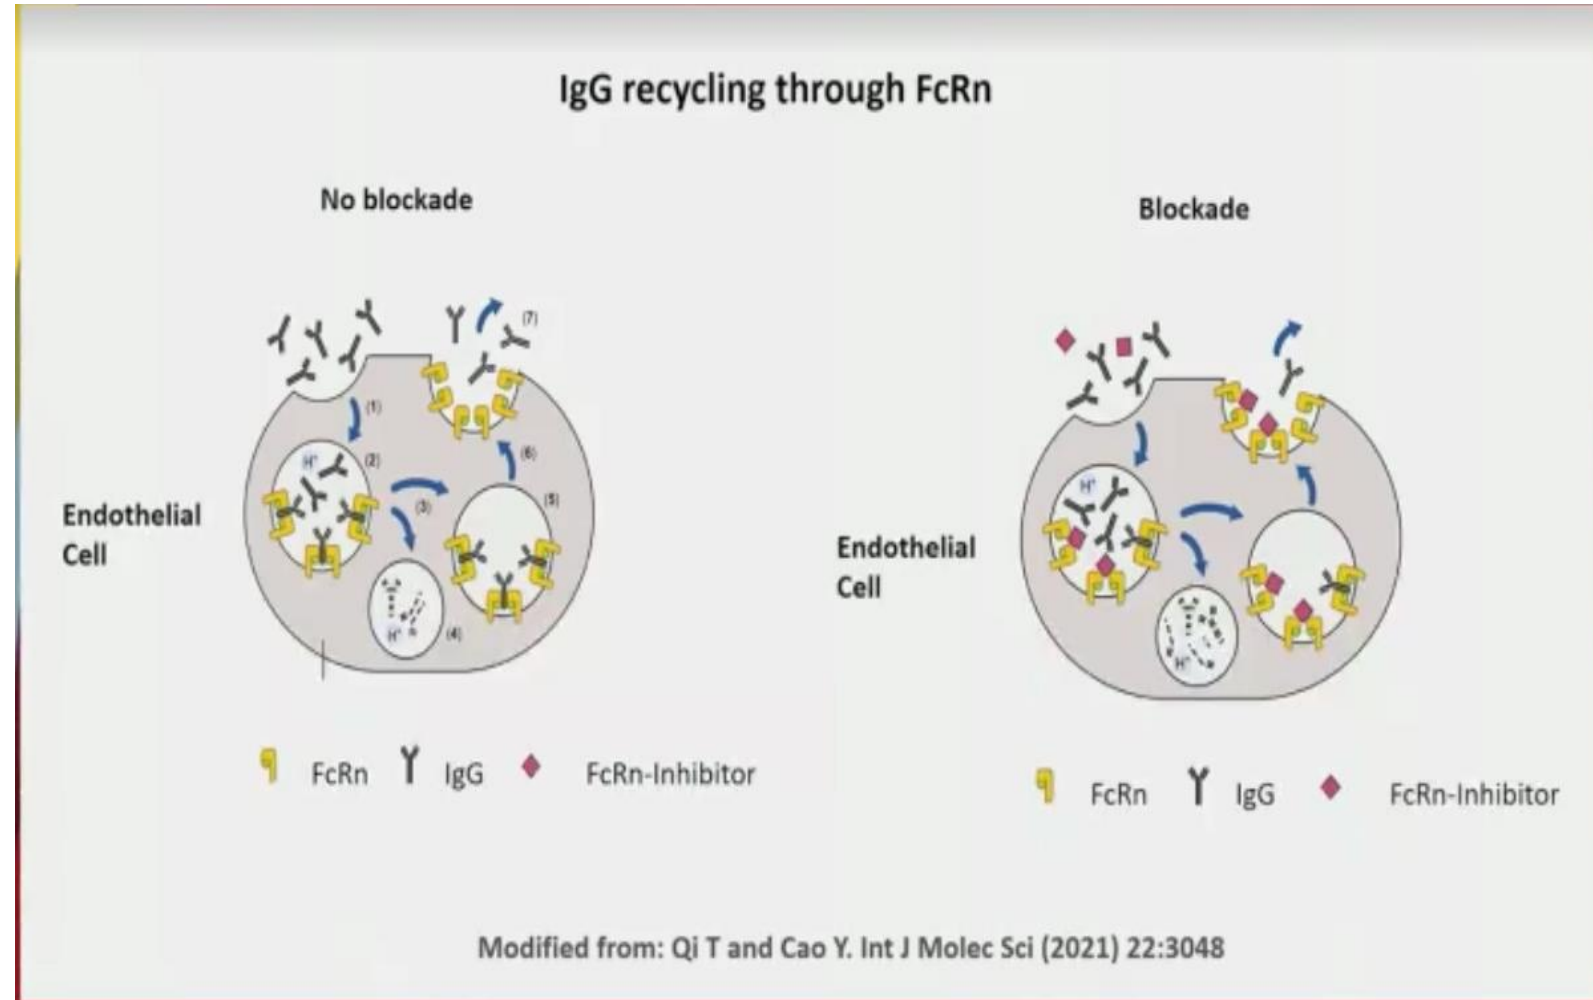 IgG recycling through FcRn
No blockade
(7)
(1)
H⁺
(2)
(3)
(6)
(5)
H⁺
(4)
Endothelial
Cell
FcRn
IgG
FcRn-Inhibitor
Blockade
H⁺
H⁺
Endothelial
Cell
FcRn
IgG
FcRn-Inhibitor
Modified from: Qi T and Cao Y. Int J Molec Sci (2021) 22:3048